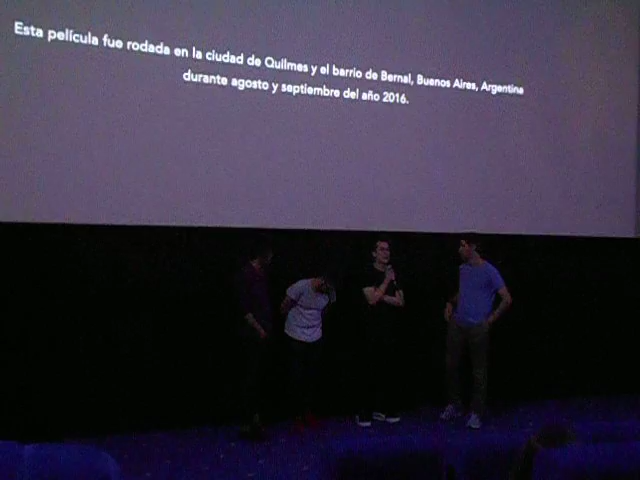 Esta película fue rodada en la ciudad de Quilmes y el barrio de Bernal, Buenos Aires, Argentina
durante agosto y septiembre del año 2016.